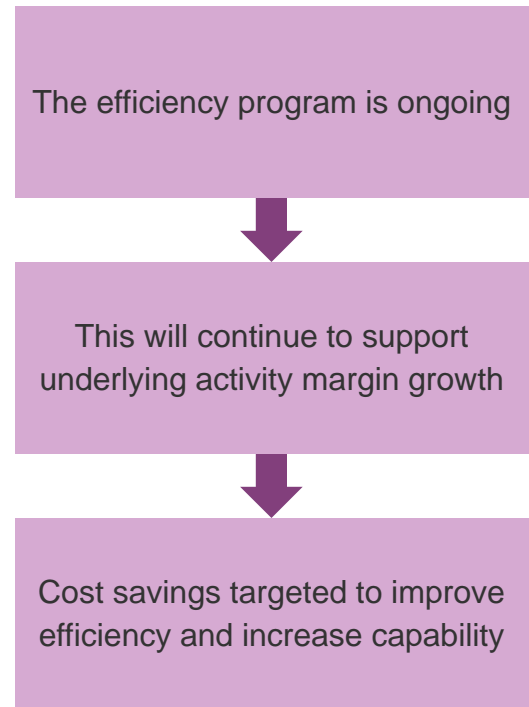 The efficiency program is ongoing
This will continue to support
underlying activity margin growth
Cost savings targeted to improve
efficiency and increase capability